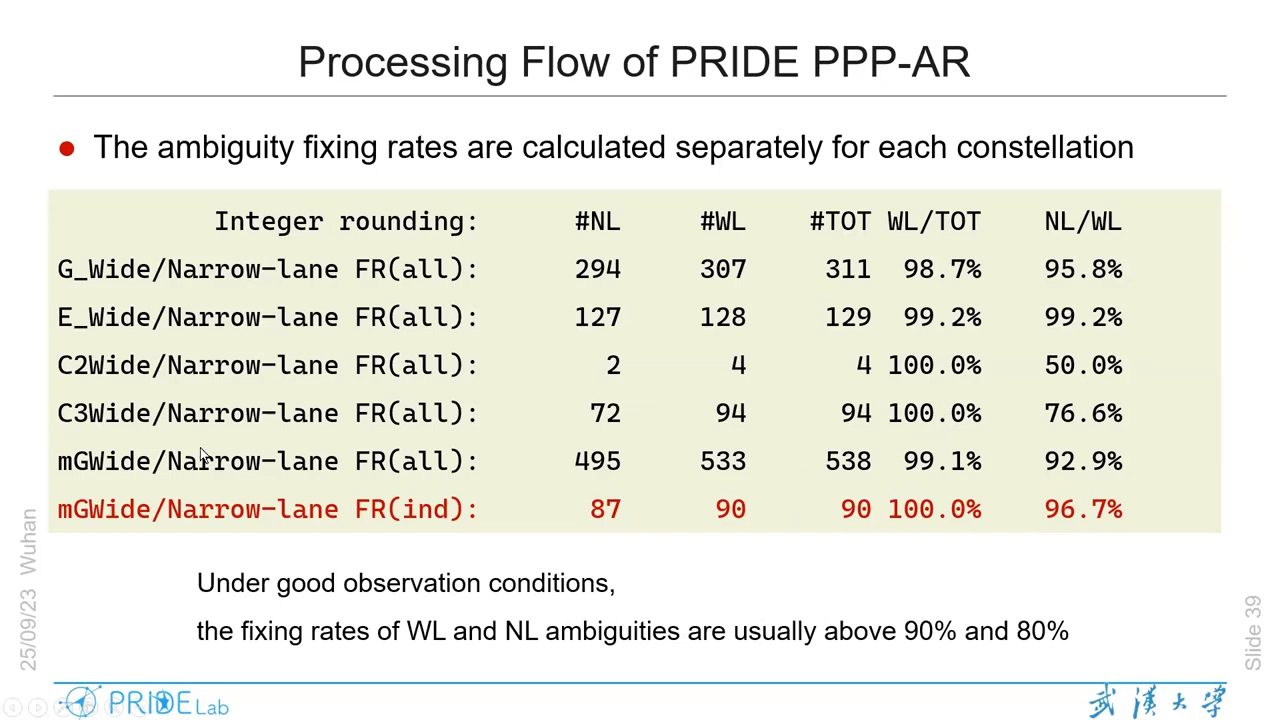 Processing Flow of PRIDE PPP-AR
● The ambiguity fixing rates are calculated separately for each constellation
Integer rounding: #NL #WL #TOT WL/TOT NL/WL
G_Wide/Narrow-lane FR(all): 294 307 311 98.7% 95.8%
E_Wide/Narrow-lane FR(all): 127 128 129 99.2% 99.2%
C2Wide/Narrow-lane FR(all): 2 4 4 100.0% 50.0%
C3Wide/Narrow-lane FR(all): 72 94 94 100.0% 76.6%
mGWide/Narrow-lane FR(all): 495 533 538 99.1% 92.9%
mGWide/Narrow-lane FR(ind): 87 90 90 100.0% 96.7%
Under good observation conditions,
the fixing rates of WL and NL ambiguities are usually above 90% and 80%
25/09/23 Wuhan
Slide 39
PRIDE Lab
武漢大学